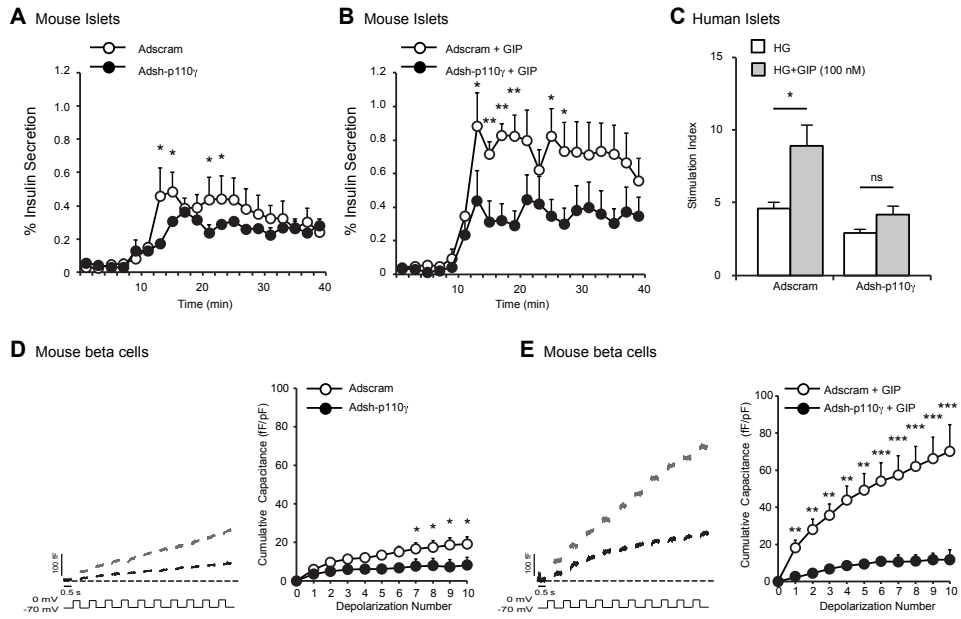 A Mouse Islets
Adscram
Adsh-p110γ
% Insulin Secretion
1.2
1.0
0.8
0.6
0.4
0.2
0
* * * *
10 20 30 40
Time (min)
B Mouse Islets
Adscram + GIP
Adsh-p110γ + GIP
% Insulin Secretion
1.2
1.0
0.8
0.6
0.4
0.2
0
* ** ** ** * *
10 20 30 40
Time (min)
C Human Islets
HG
HG+GIP (100 nM)
Stimulation Index
15
10
5
0
*
ns
Adscram Adsh-p110γ
D Mouse beta cells
100 fF
0.5 s
0 mV
-70 mV
Adscram
Adsh-p110γ
Cumulative Capacitance (fF/pF)
100
80
60
40
20
0
* * * *
0 1 2 3 4 5 6 7 8 9 10
Depolarization Number
E Mouse beta cells
100 fF
0.5 s
0 mV
-70 mV
Adscram + GIP
Adsh-p110γ + GIP
Cumulative Capacitance (fF/pF)
100
80
60
40
20
0
** ** ** ** ** *** *** *** *** ***
0 1 2 3 4 5 6 7 8 9 10
Depolarization Number